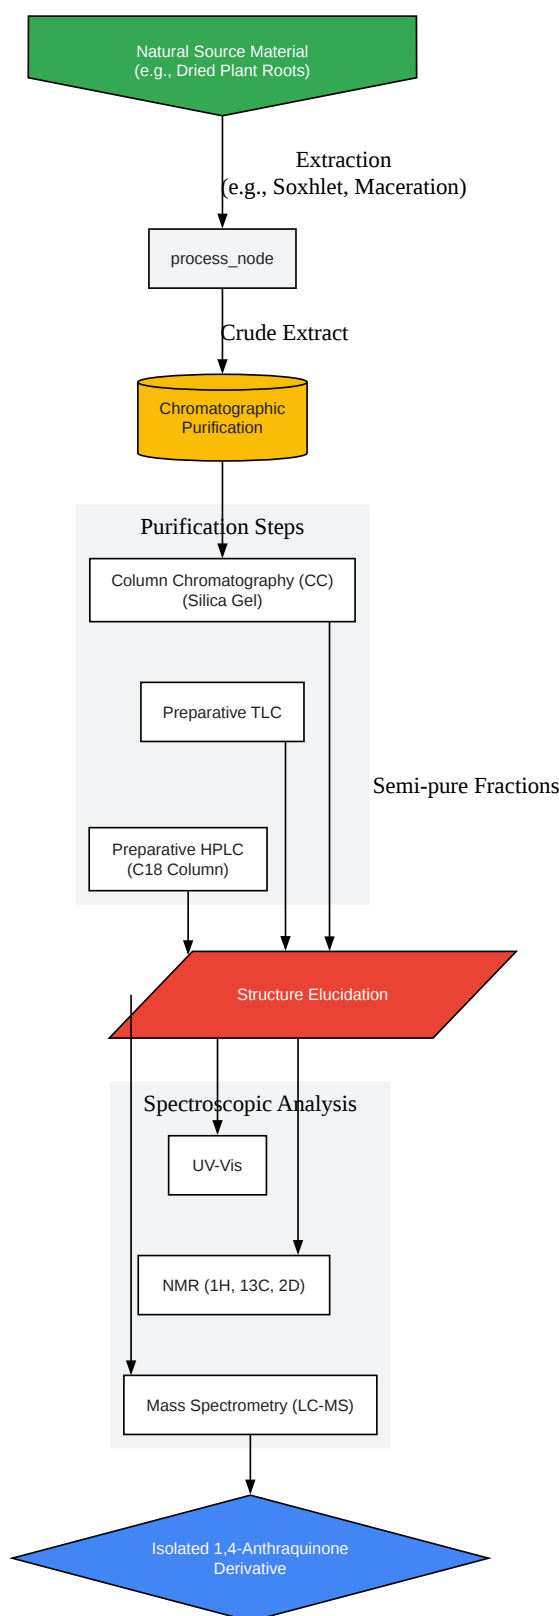 Natural Source Material
(e.g., Dried Plant Roots)
Extraction
(e.g., Soxhlet, Maceration)
process_node
Crude Extract
Chromatographic
Purification
Purification Steps
Column Chromatography (CC)
(Silica Gel)
Preparative TLC
Semi-pure Fractions
Preparative HPLC
(C18 Column)
Structure Elucidation
Spectroscopic Analysis
UV-Vis
NMR (1H, 13C, 2D)
Mass Spectrometry (LC-MS)
Isolated 1,4-Anthraquinone
Derivative